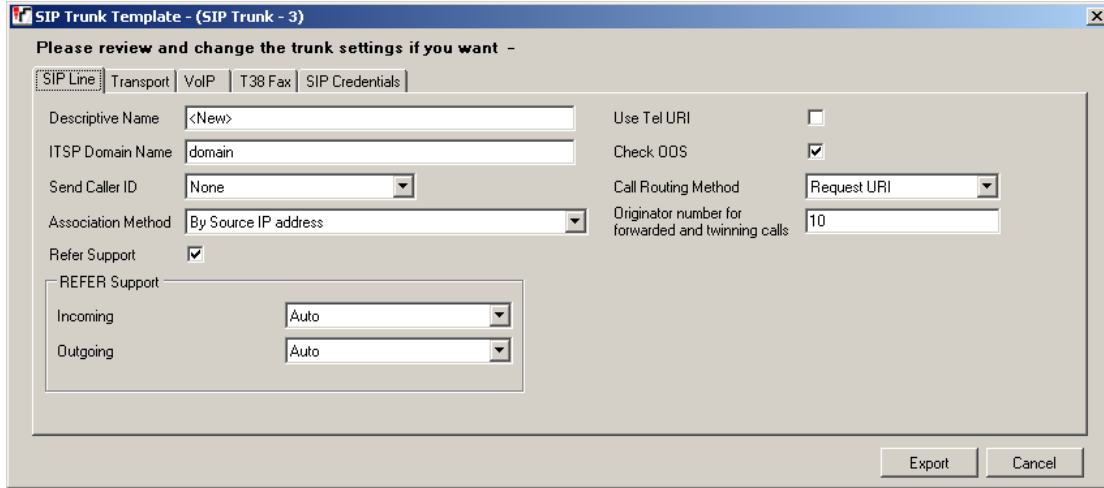 SIP Trunk Template - (SIP Trunk - 3)
Please review and change the trunk settings if you want -
SIP Line Transport VoIP T38 Fax SIP Credentials
Descriptive Name <New>
Use Tel URI
ITSP Domain Name domain
Check OOS
Send Caller ID None
Call Routing Method Request URI
Association Method By Source IP address
Originator number for
forwarded and twinning calls 10
Refer Support
REFER Support
Incoming Auto
Outgoing Auto
Export Cancel